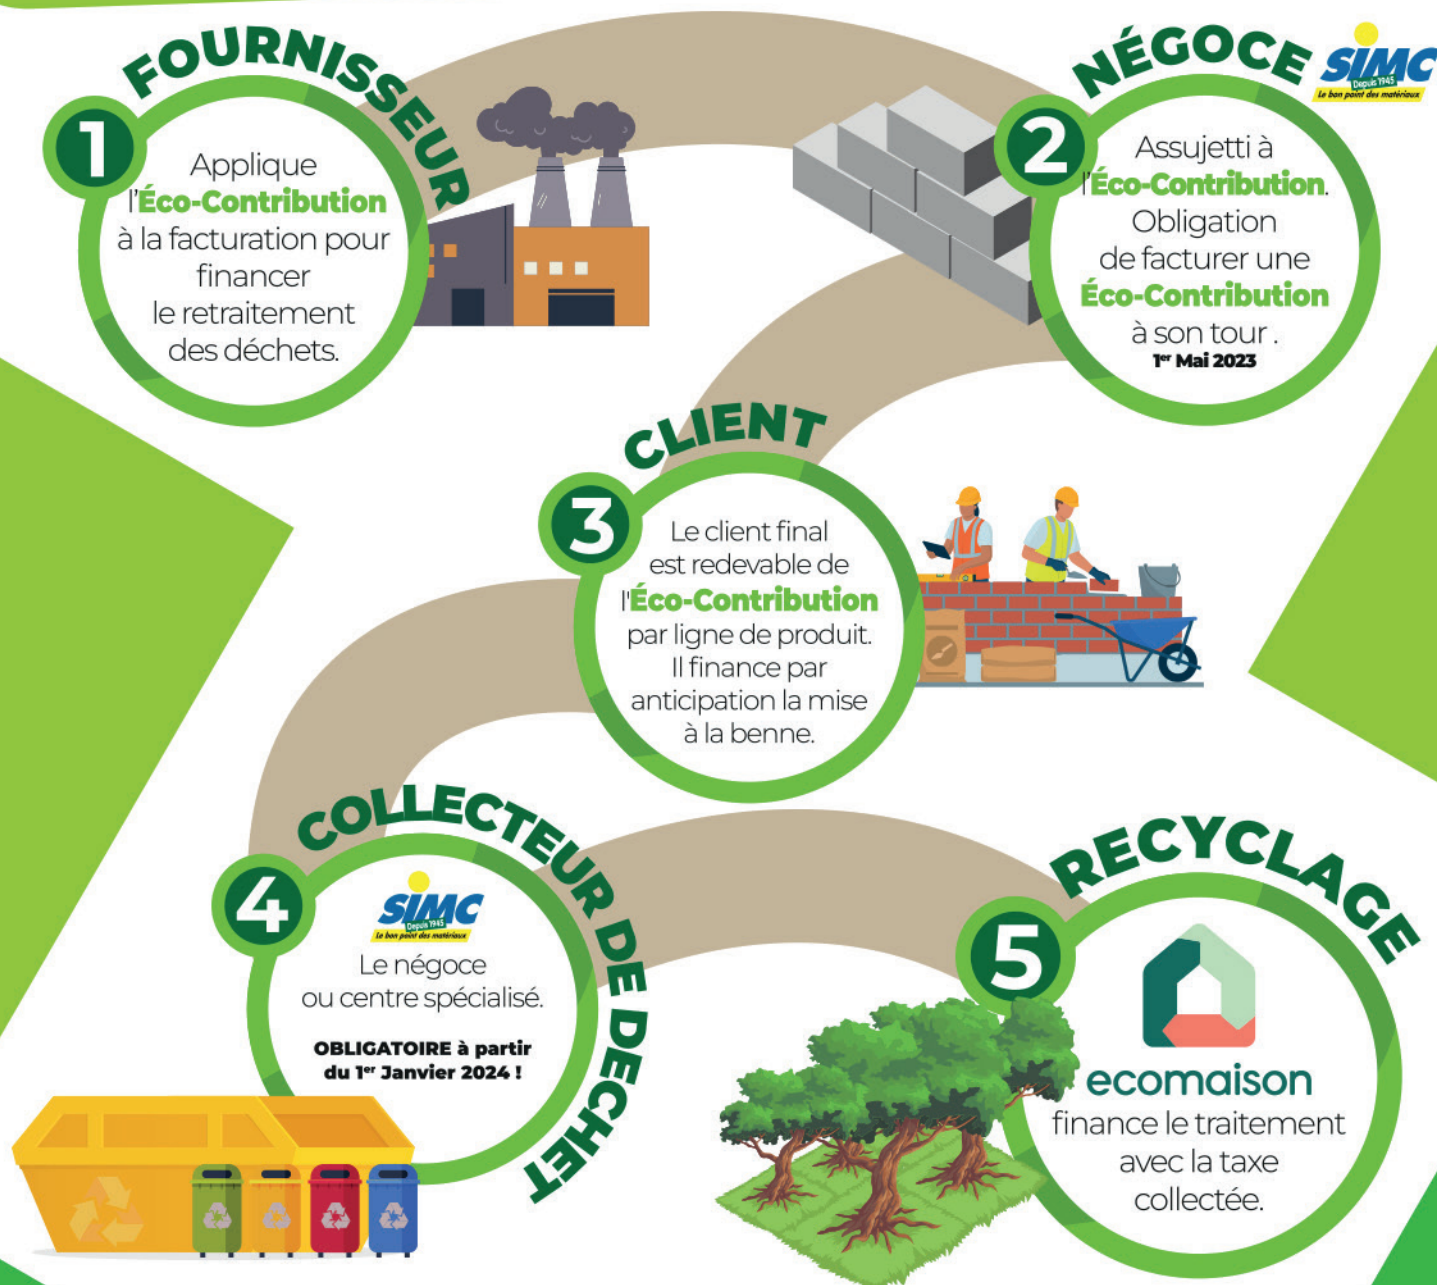 FOURNISSEUR
1
Applique
l'Éco-Contribution
à la facturation pour
financer
le retraitement
des déchets.
NÉGOCE
SIMC
Depuis 1945
Le bon point des matériaux
2
Assujetti à
l'Éco-Contribution.
Obligation
de facturer une
Éco-Contribution
à son tour .
1er Mai 2023
CLIENT
3
Le client final
est redevable de
l'Éco-Contribution
par ligne de produit.
Il finance par
anticipation la mise
à la benne.
COLLECTEUR DE DECHET
4
SIMC
Depuis 1945
Le bon point des matériaux
Le négoce
ou centre spécialisé.
OBLIGATOIRE à partir
du 1er Janvier 2024 !
RECYCLAGE
5
ecomaison
finance le traitement
avec la taxe
collectée.